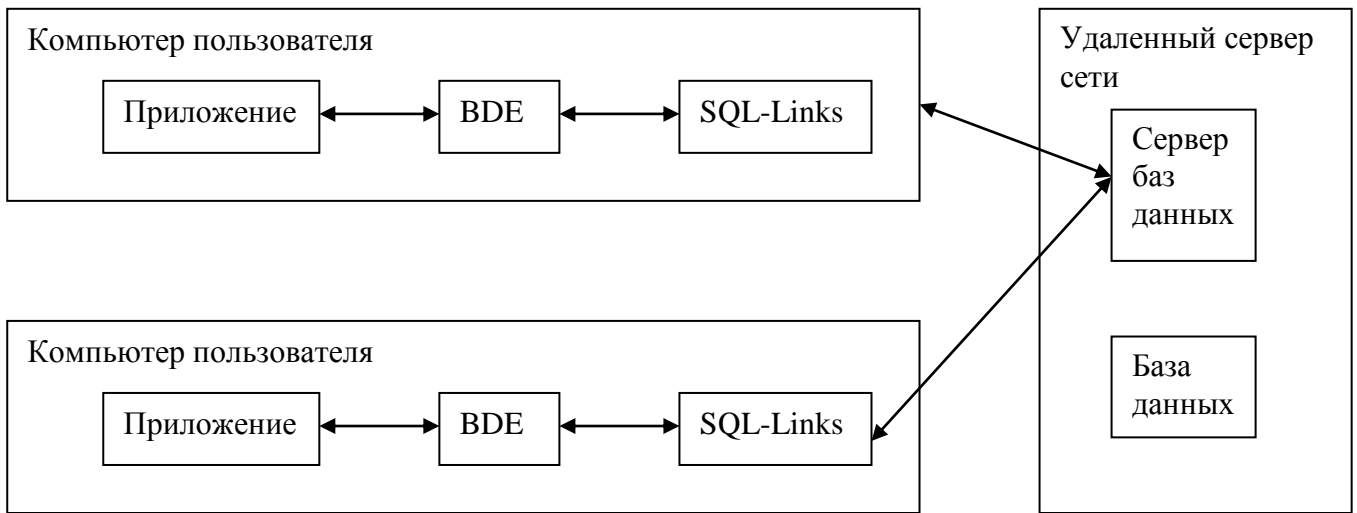 Компьютер пользователя
Приложение
BDE
SQL-Links
Удаленный сервер
сети
Сервер
баз
данных
Компьютер пользователя
Приложение
BDE
SQL-Links
База
данных